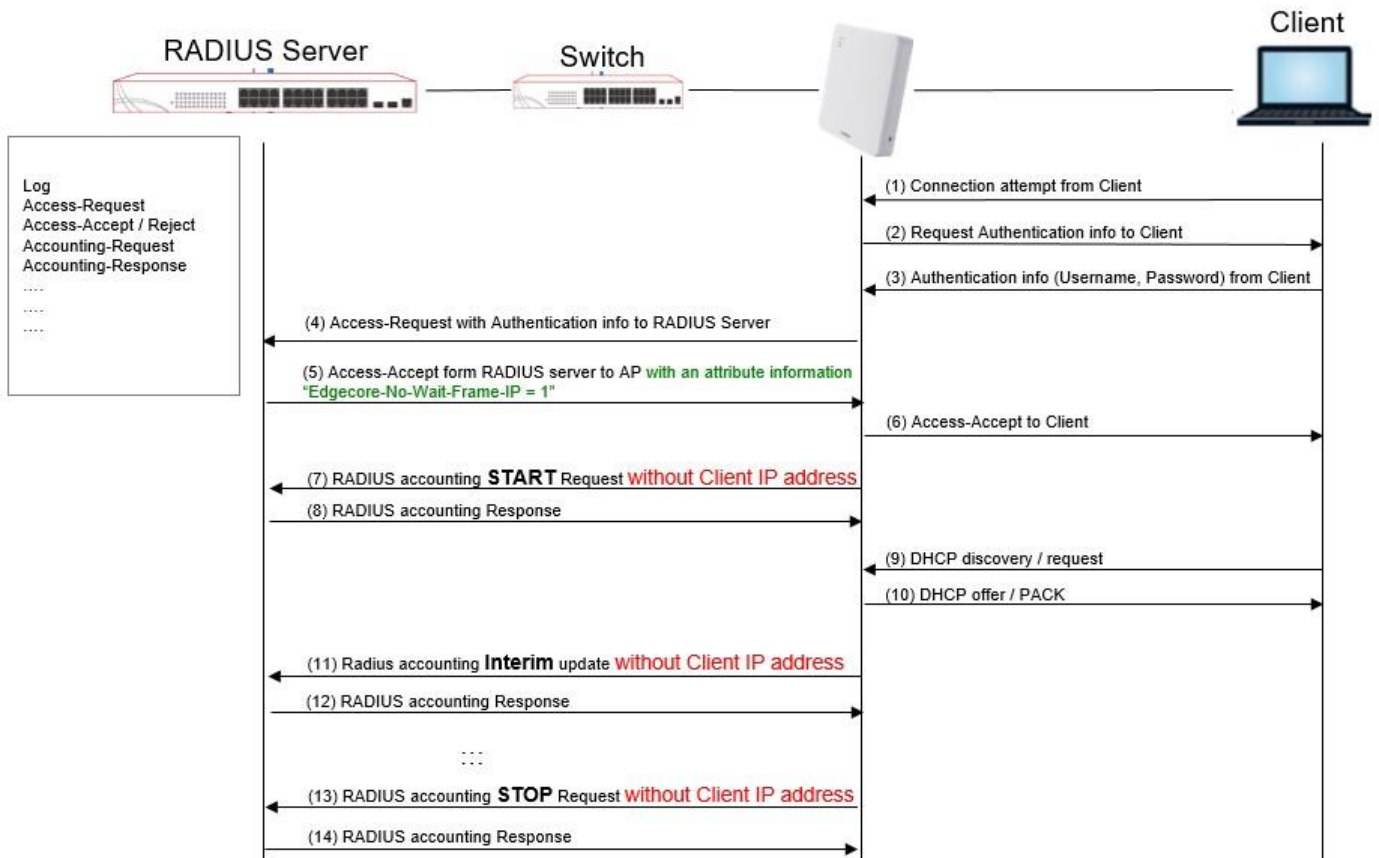 RADIUS Server
Switch
Client
Log
Access-Request
Access-Accept / Reject
Accounting-Request
Accounting-Response
....
....
....
(1) Connection attempt from Client
(2) Request Authentication info to Client
(3) Authentication info (Username, Password) from Client
(4) Access-Request with Authentication info to RADIUS Server
(5) Access-Accept form RADIUS server to AP with an attribute information
“Edgecore-No-Wait-Frame-IP = 1”
(6) Access-Accept to Client
(7) RADIUS accounting START Request without Client IP address
(8) RADIUS accounting Response
(9) DHCP discovery / request
(10) DHCP offer / PACK
(11) Radius accounting Interim update without Client IP address
(12) RADIUS accounting Response
(13) RADIUS accounting STOP Request without Client IP address
(14) RADIUS accounting Response